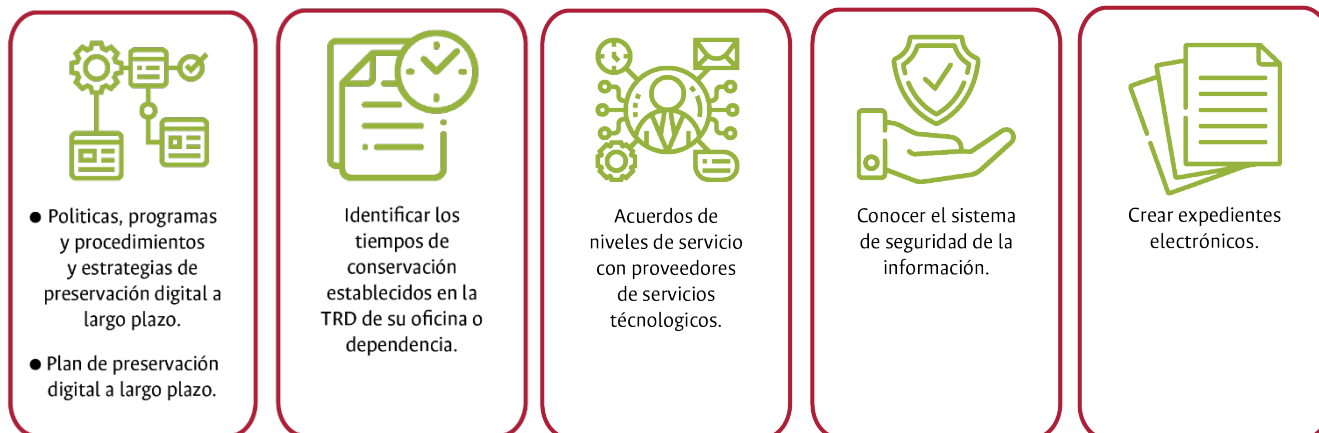 ● Politicas, programas
y procedimientos
y estrategias de
preservación digital a
largo plazo.
● Plan de preservación
digital a largo plazo.
Identificar los
tiempos de
conservación
establecidos en la
TRD de su oficina o
dependencia.
Acuerdos de
niveles de servicio
con proveedores
de servicios
técnologicos.
Conocer el sistema
de seguridad de la
información.
Crear expedientes
electrónicos.